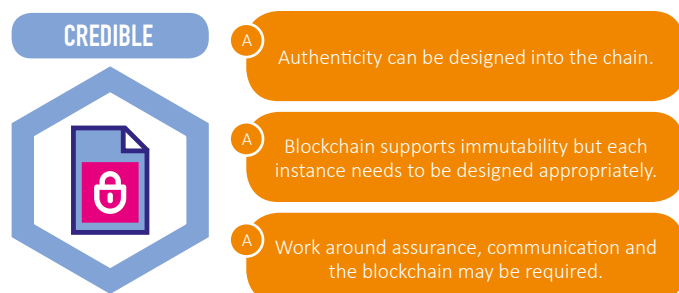 CREDIBLE
A
Authenticity can be designed into the chain.
A
Blockchain supports immutability but each
instance needs to be designed appropriately.
A
Work around assurance, communication and
the blockchain may be required.